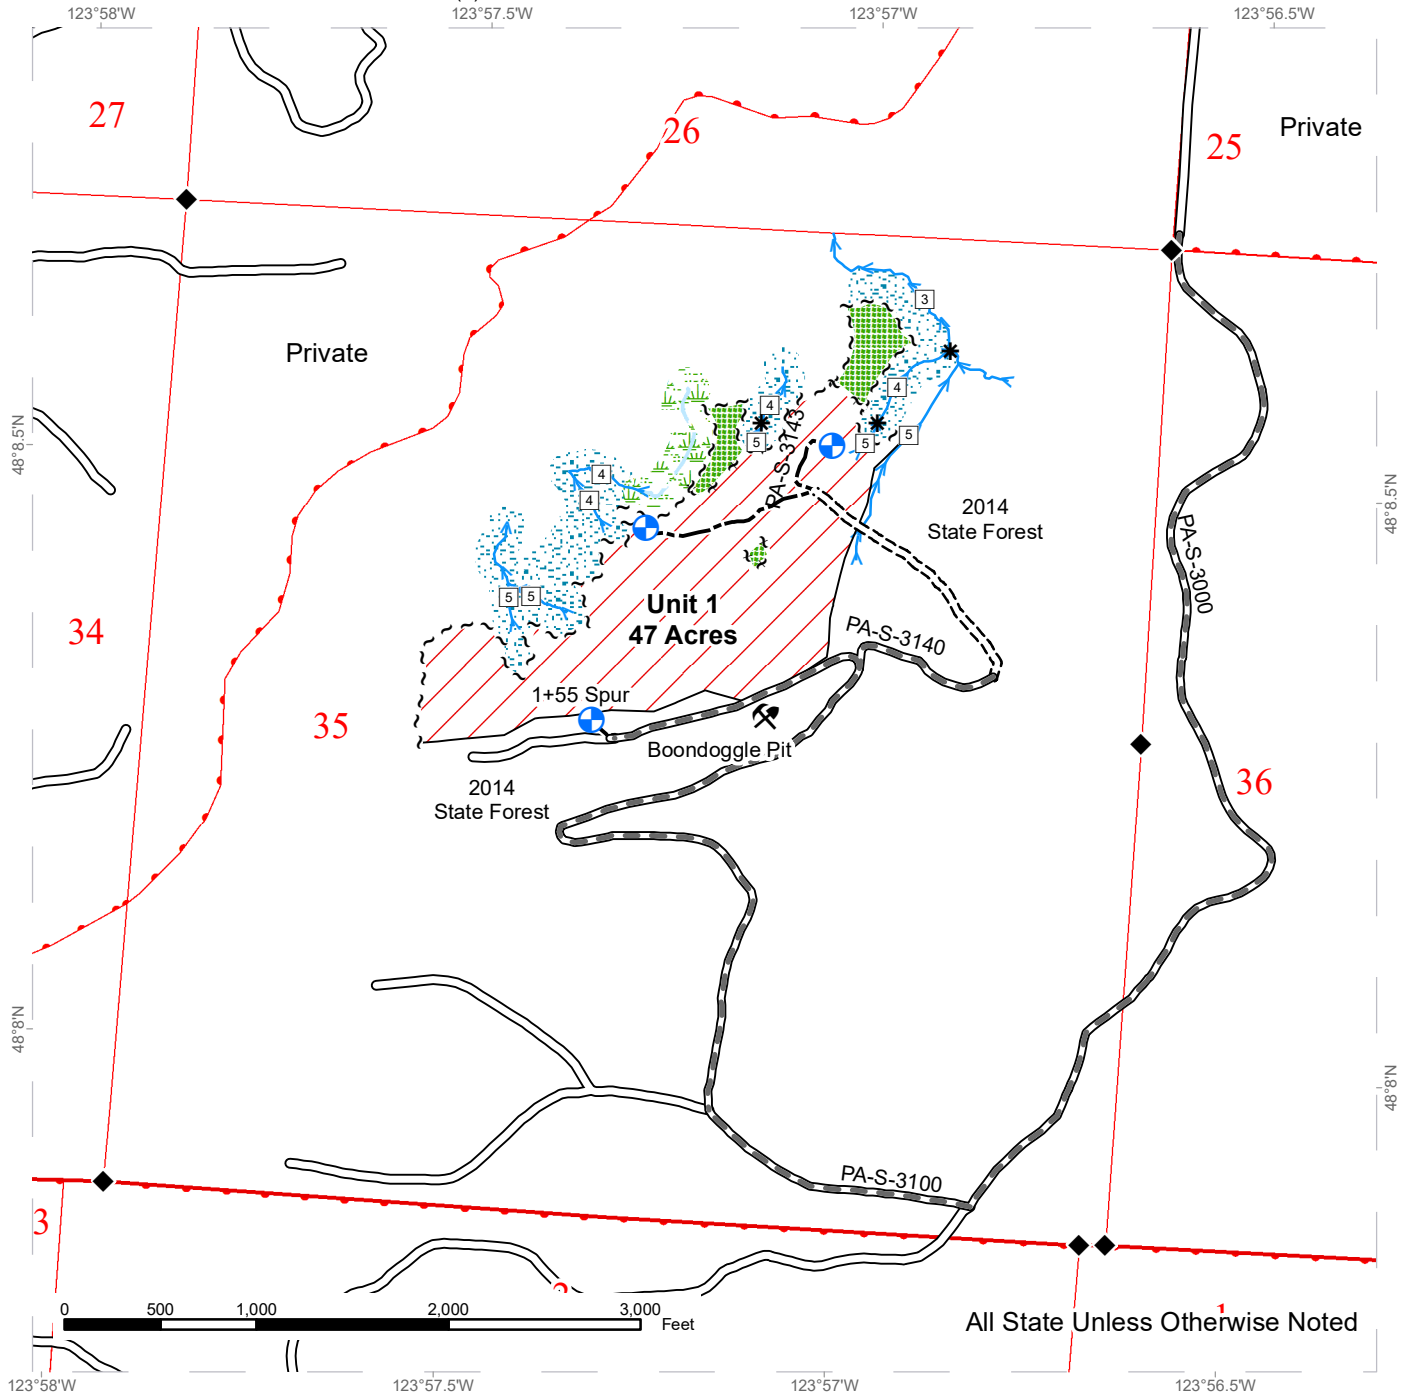 123°58'W
123°57.5'W
123°57'W
123°56.5'W
27
26
25
Private
Private
3
4
4
5
PA-S-3143
5
5
4
4
48°8.5'N
48°8.5'N
2014
State Forest
PA-S-3000
5
5
Unit 1
47 Acres
34
PA-S-3140
1+55 Spur
35
Boondoggle Pit
36
2014
State Forest
48°8'N
48°8'N
PA-S-3100
3
0
500
1,000
2,000
3,000
Feet
All State Unless Otherwise Noted
123°58'W
123°57.5'W
123°57'W
123°56.5'W